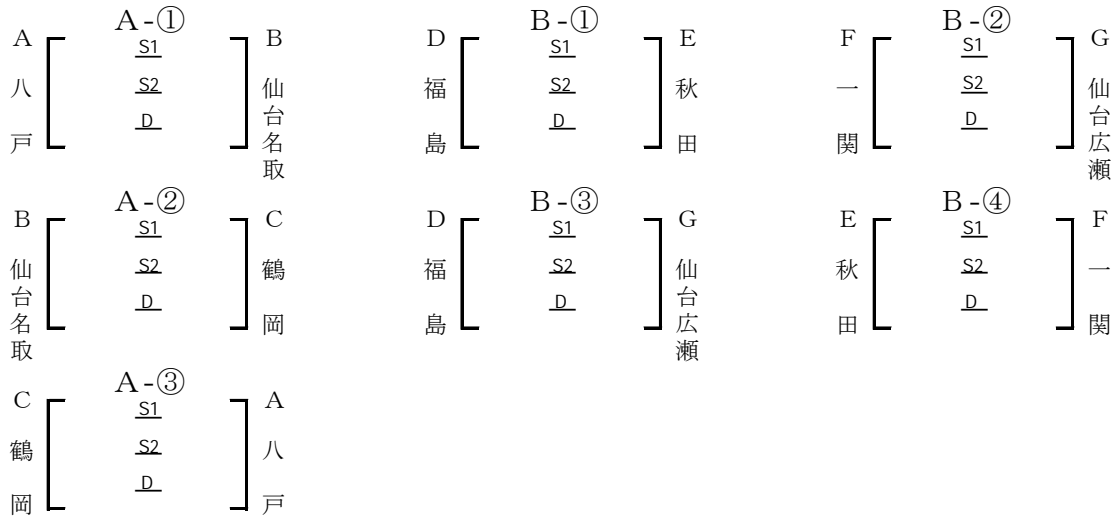 A-①
A 八戸 S1 B 仙台名取
S2
D
B-①
D 福島 S1 E 秋田
S2
D
B-②
F 一関 S1 G 仙台広瀬
S2
D
A-②
B 仙台名取 S1 C 鶴岡
S2
D
B-③
D 福島 S1 G 仙台広瀬
S2
D
B-④
E 秋田 S1 F 一関
S2
D
A-③
C 鶴岡 S1 A 八戸
S2
D